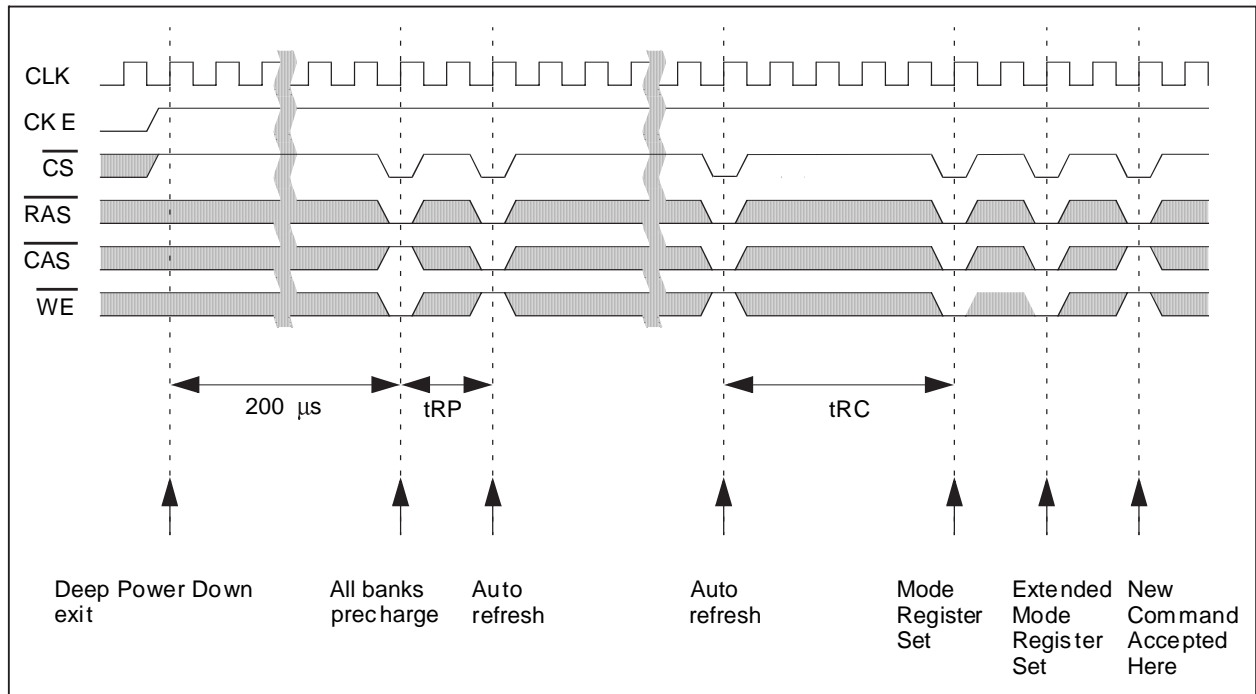 CLK
CKE
CS
RAS
CAS
WE
200 μs
tRP
tRC
Deep Power Down
exit
All banks
precharge
Auto
refresh
Auto
refresh
Mode
Register
Set
Extended
Mode
Register
Set
New
Command
Accepted
Here